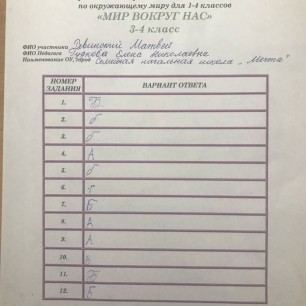 по окружающему миру для 1-4 классов
«МИР ВОКРУГ НАС»
3-4 класс
ФИО участника Матвей
ФИО Педагога Гуркова Елена Николаевна
Наименование ОУ, город Семейная начальная школа „Мечта"
НОМЕР ЗАДАНИЯ ВАРИАНТ ОТВЕТА
1. Б
2. б
3. б
4. А
5. б
6. г
7. Б
8. А
9. А
10. Б
11. Б
12. Б